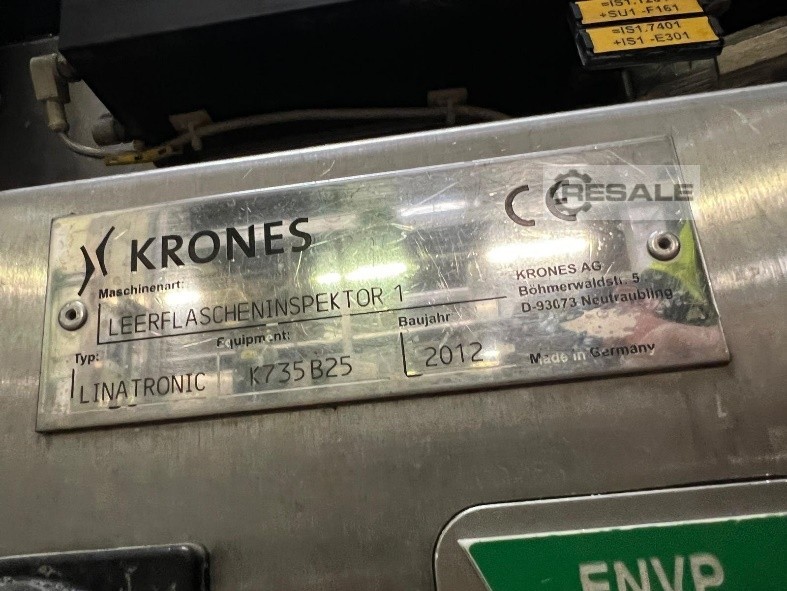 =IS1.7401
+SU1 -F161
+IS1 -E301
RESALE
KRONES
CE
Maschinenart:
LEERFLASCHENINSPEKTOR 1
KRONES AG
Böhmerwaldstr. 5
D-93073 Neutraubling
Typ:
Equipment:
Baujahr
LINATRONIC
K735B25
2012
Made in Germany
ENVP